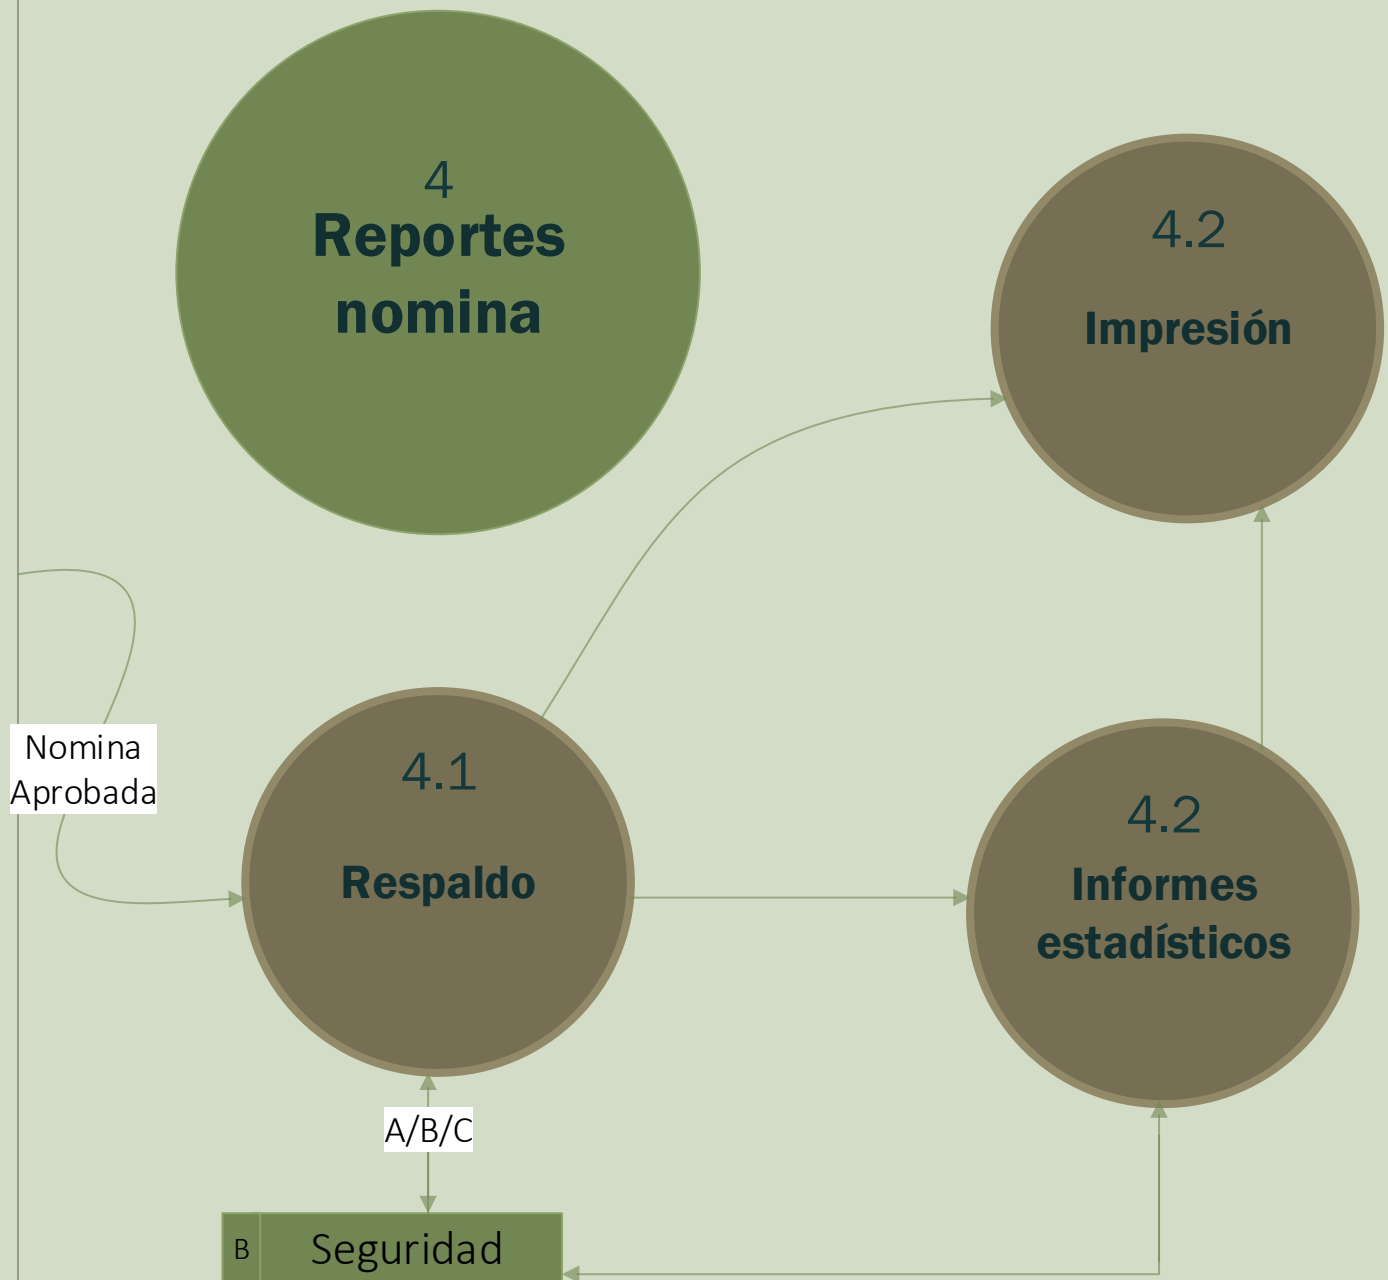 4
Reportes
nomina
4.2
Impresión
Nomina
Aprobada
4.1
Respaldo
4.2
Informes
estadísticos
A/B/C
B
Seguridad